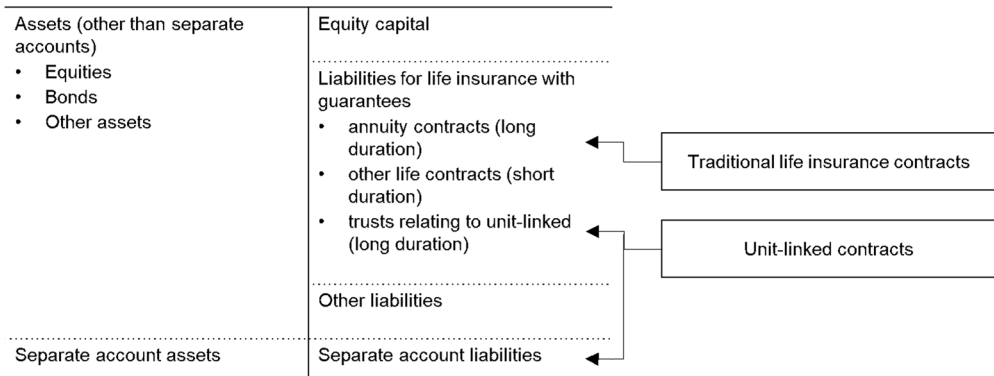 Assets (other than separate
accounts)
• Equities
• Bonds
• Other assets
Separate account assets
Equity capital
Liabilities for life insurance with
guarantees
• annuity contracts (long
duration)
• other life contracts (short
duration)
• trusts relating to unit-linked
(long duration)
Other liabilities
Separate account liabilities
Traditional life insurance contracts
Unit-linked contracts